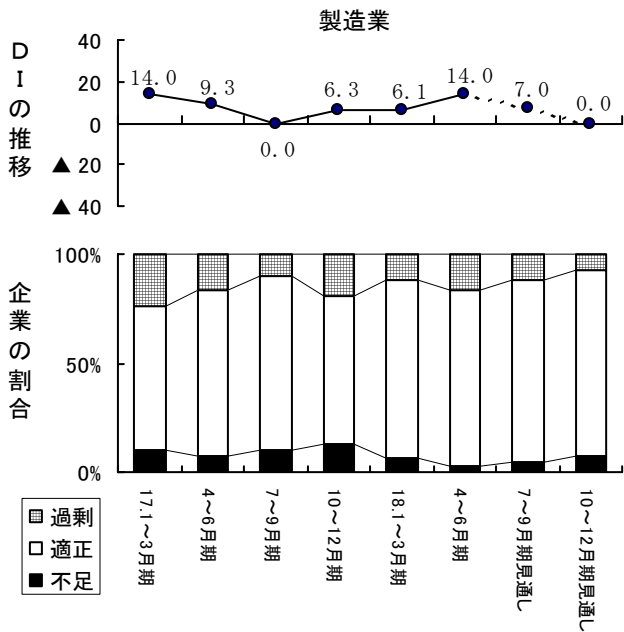 製造業
DIの推移
40
20
0
▲ 20
▲ 40
14.0
9.3
0.0
6.3
6.1
14.0
7.0
0.0
企業の割合
100%
50%
0%
17.1～3月期
4～6月期
7～9月期
10～12月期
18.1～3月期
4～6月期
7～9月期見通し
10～12月期見通し
過剰
適正
不足